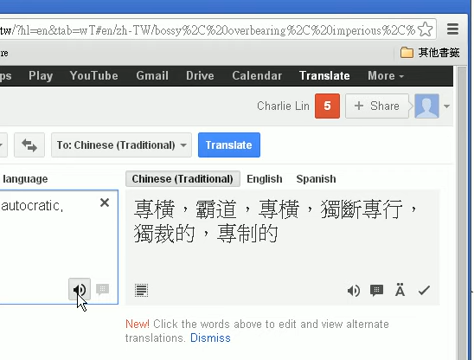 tw/?hl=en&tab=wT#en/zh-TW/bossy%2C%20overbearing%2C%20imperious%2C%
re
其他書籤
ps Play YouTube Gmail Drive Calendar Translate More
Charlie Lin 5 + Share
To: Chinese (Traditional) Translate
language Chinese (Traditional) English Spanish
autocratic,
專橫，霸道，專橫，獨斷專行，
獨裁的，專制的
Ä
New! Click the words above to edit and view alternate
translations. Dismiss